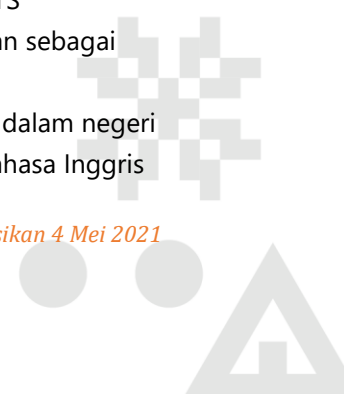 an sebagai
dalam negeri
ahasa Inggris
sikan 4 Mei 2021